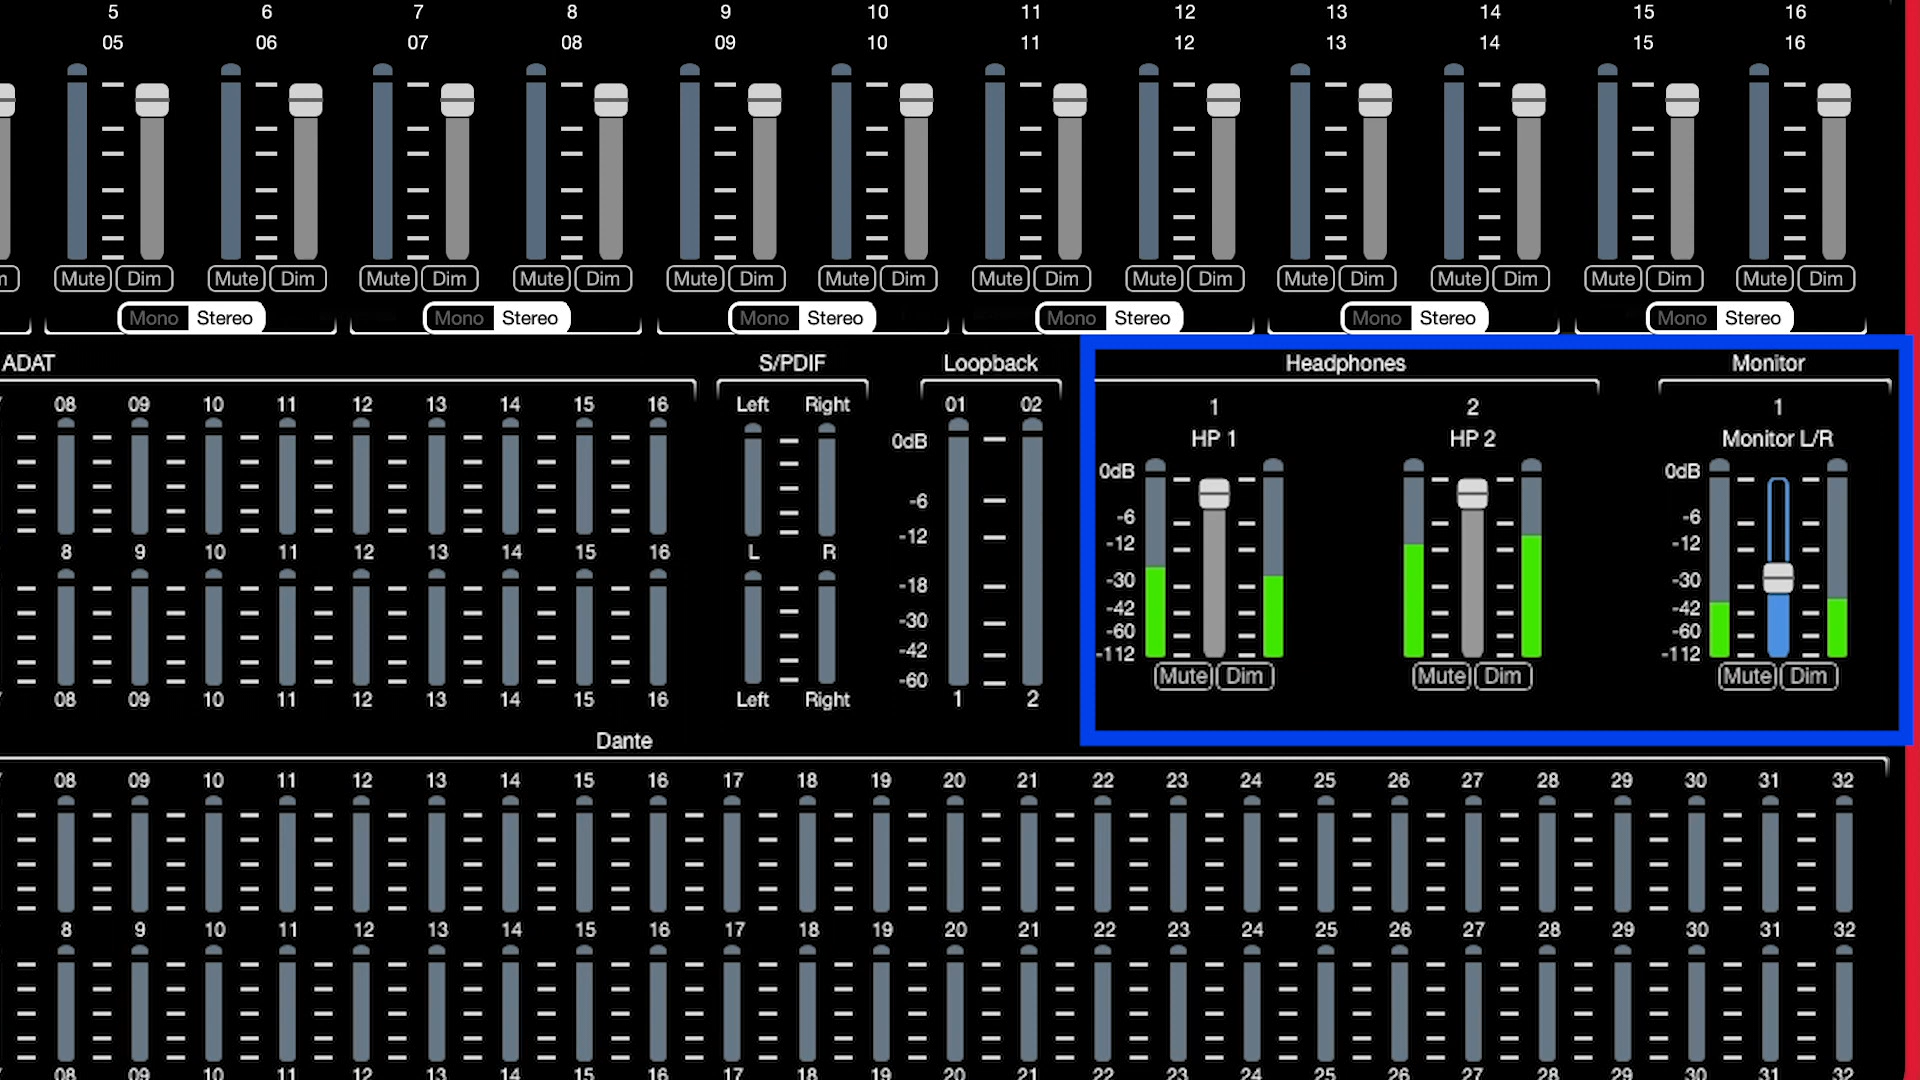 5 6 7 8 9 10 11 12 13 14 15 16
05 06 07 08 09 10 11 12 13 14 15 16
Mute Dim Mute Dim Mute Dim Mute Dim Mute Dim Mute Dim Mute Dim Mute Dim Mute Dim Mute Dim Mute Dim Mute Dim
Mono Stereo Mono Stereo Mono Stereo Mono Stereo Mono Stereo Mono Stereo
ADAT S/PDIF Loopback Headphones Monitor
08 09 10 11 12 13 14 15 16 Left Right 01 02
1 2 1
HP 1 HP 2 Monitor L/R
0dB
-6
-12
-18
-30
-42
-60
0dB
-6
-12
-30
-42
-60
-112
0dB
-6
-12
-30
-42
-60
-112
8 9 10 11 12 13 14 15 16 L R
Mute Dim Mute Dim Mute Dim
08 09 10 11 12 13 14 15 16 Left Right 1 2
Dante
08 09 10 11 12 13 14 15 16 17 18 19 20 21 22 23 24 25 26 27 28 29 30 31 32
8 9 10 11 12 13 14 15 16 17 18 19 20 21 22 23 24 25 26 27 28 29 30 31 32
08 09 10 11 12 13 14 15 16 17 18 19 20 21 22 23 24 25 26 27 28 29 30 31 32